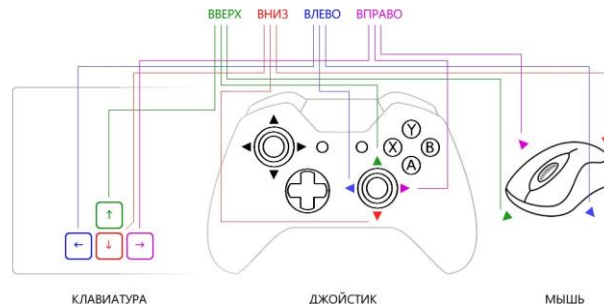 ВВЕРХ ВНИЗ ВЛЕВО ВПРАВО
Y
X B
A
↑
← ↓ →
КЛАВИАТУРА ДЖОЙСТИК МЫШЬ